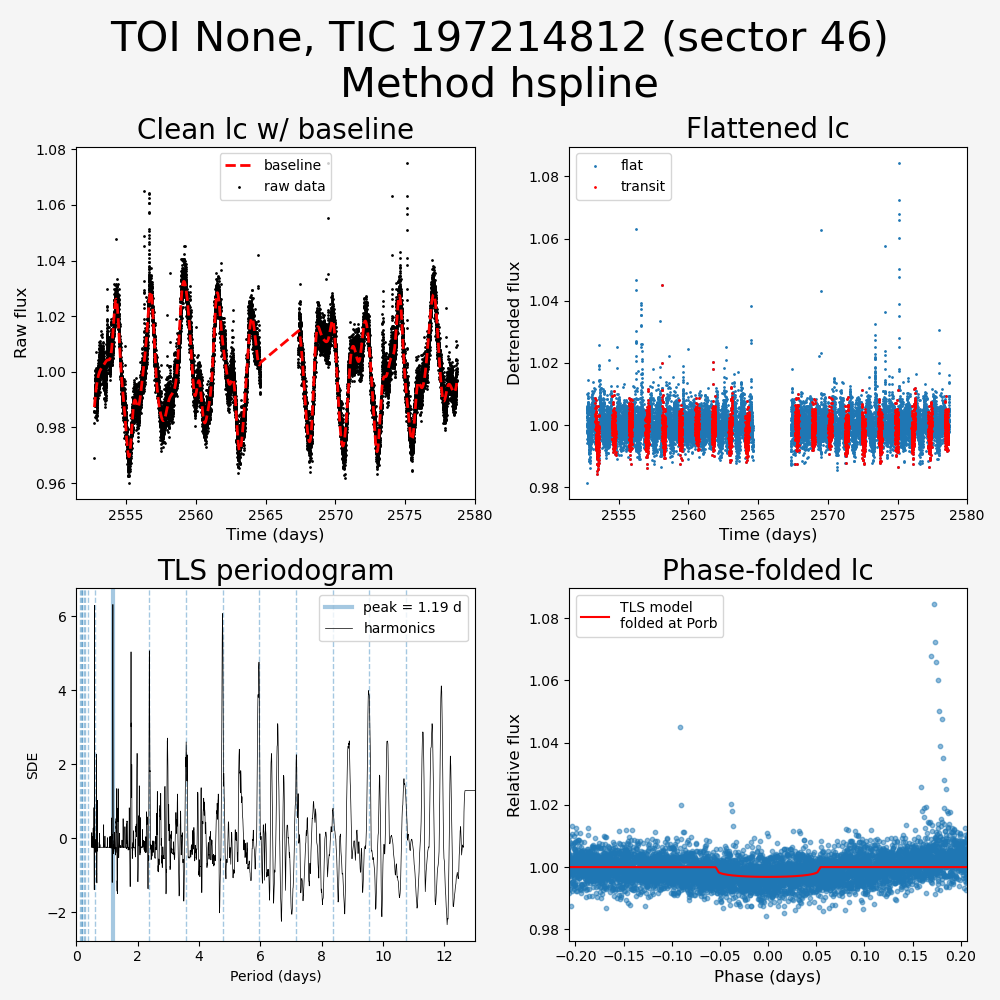 TOI None, TIC 197214812 (sector 46)
Method hspline
Clean lc w/ baseline
Flattened lc
1.08
1.06
1.04
1.02
1.00
0.98
0.96
Raw flux
baseline
raw data
2555
2560
2565
2570
2575
2580
Time (days)
1.08
1.06
1.04
1.02
1.00
0.98
Detrended flux
flat
transit
2555
2560
2565
2570
2575
2580
Time (days)
TLS periodogram
Phase-folded lc
6
4
2
0
−2
SDE
peak = 1.19 d
harmonics
0
2
4
6
8
10
12
Period (days)
1.08
1.06
1.04
1.02
1.00
0.98
Relative flux
TLS model
folded at Porb
−0.20
−0.15
−0.10
−0.05
0.00
0.05
0.10
0.15
0.20
Phase (days)